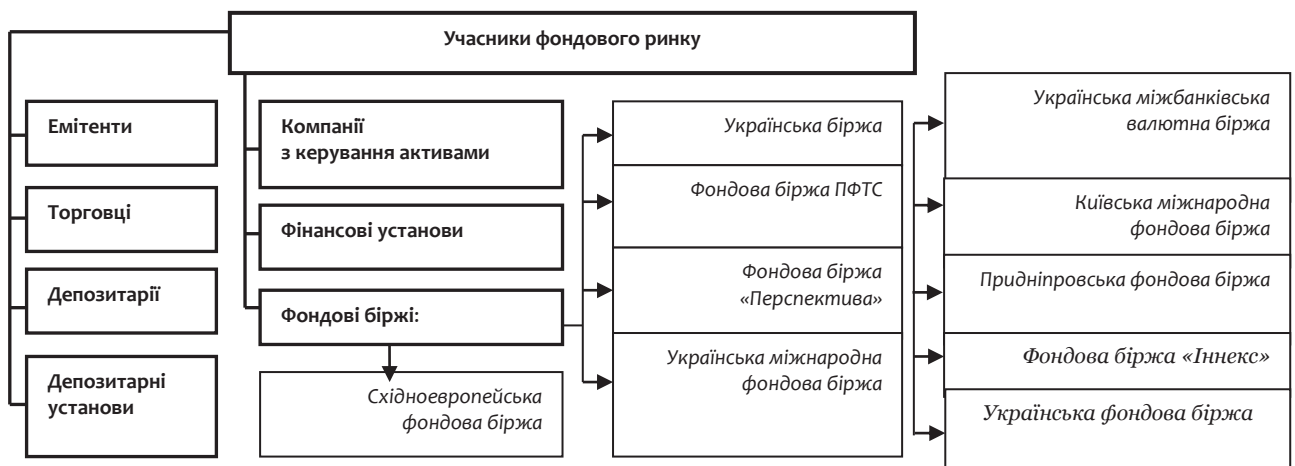 Учасники фондового ринку
Емітенти
Торговці
Депозитарії
Депозитарні
установи
Компанії
з керування активами
Фінансові установи
Фондові біржі:
Східноевропейська
фондова біржа
Українська біржа
Фондова біржа ПФТС
Фондова біржа
«Перспектива»
Українська міжнародна
фондова біржа
Українська міжбанківська
валютна біржа
Київська міжнародна
фондова біржа
Придніпровська фондова біржа
Фондова біржа «Іннекс»
Українська фондова біржа